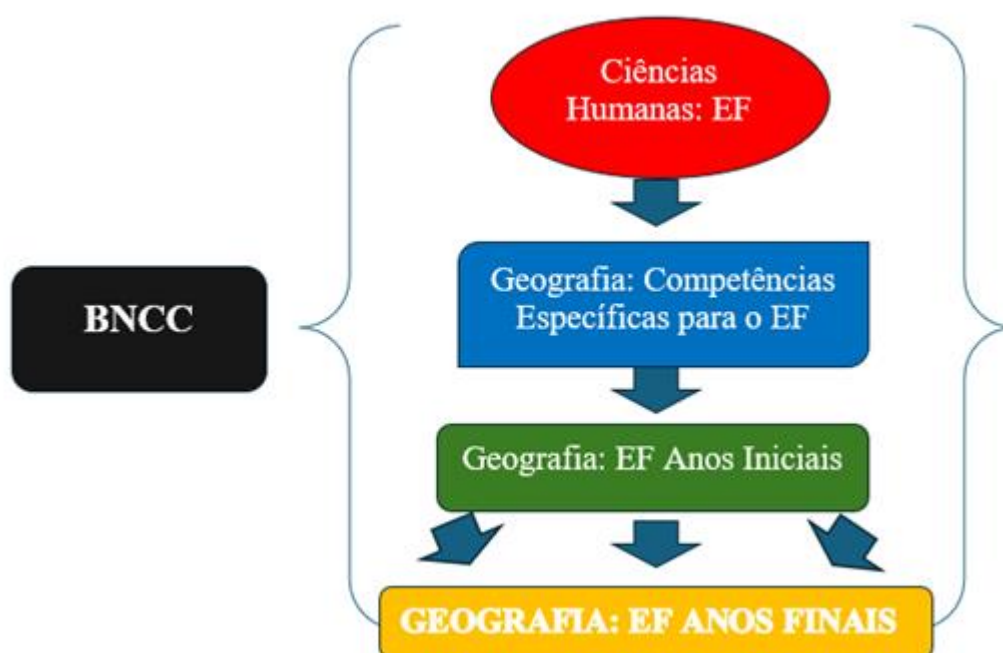 BNCC
Ciências
Humanas: EF
Geografia: Competências
Específicas para o EF
Geografia: EF Anos Iniciais
GEOGRAFIA: EF ANOS FINAIS